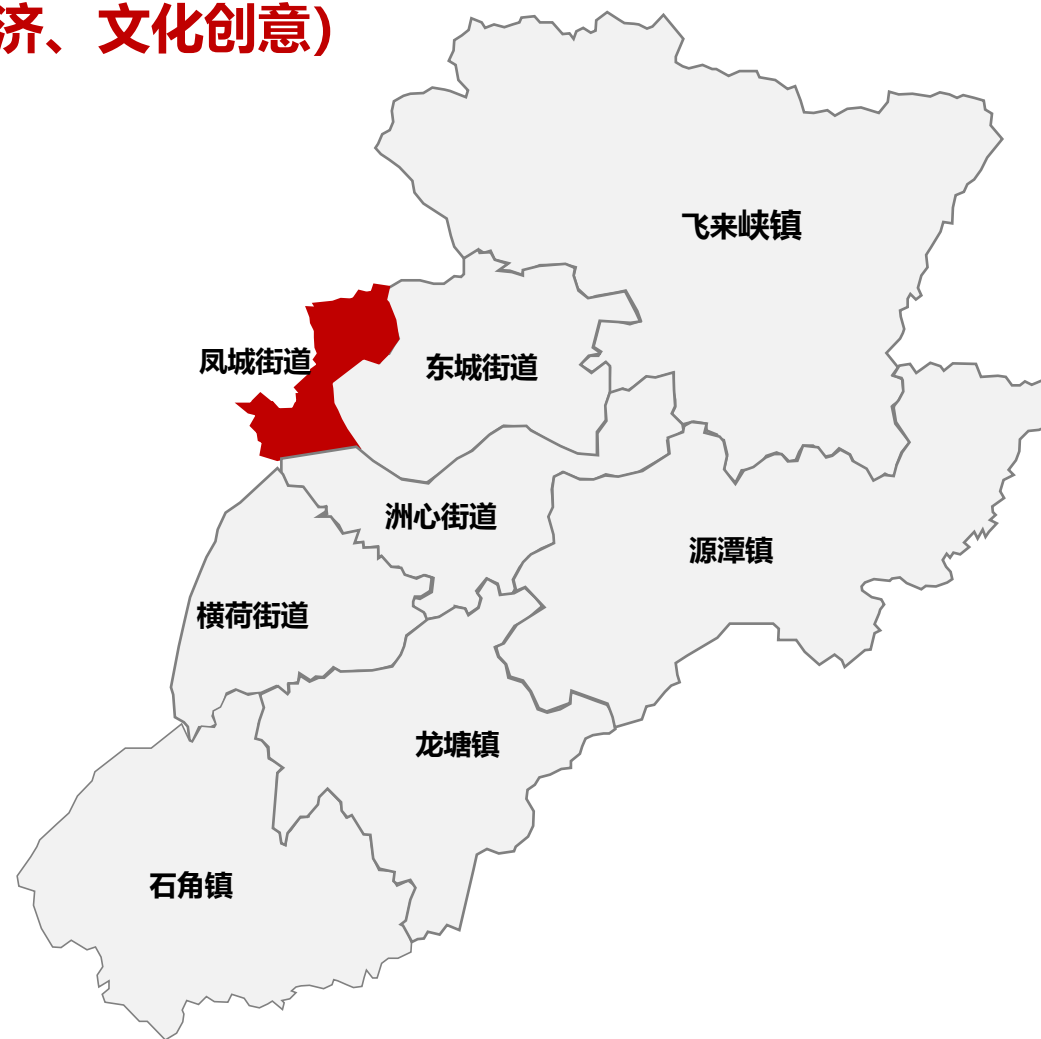 济、文化创意)
飞来峡镇
凤城街道
东城街道
洲心街道
源潭镇
横荷街道
龙塘镇
石角镇